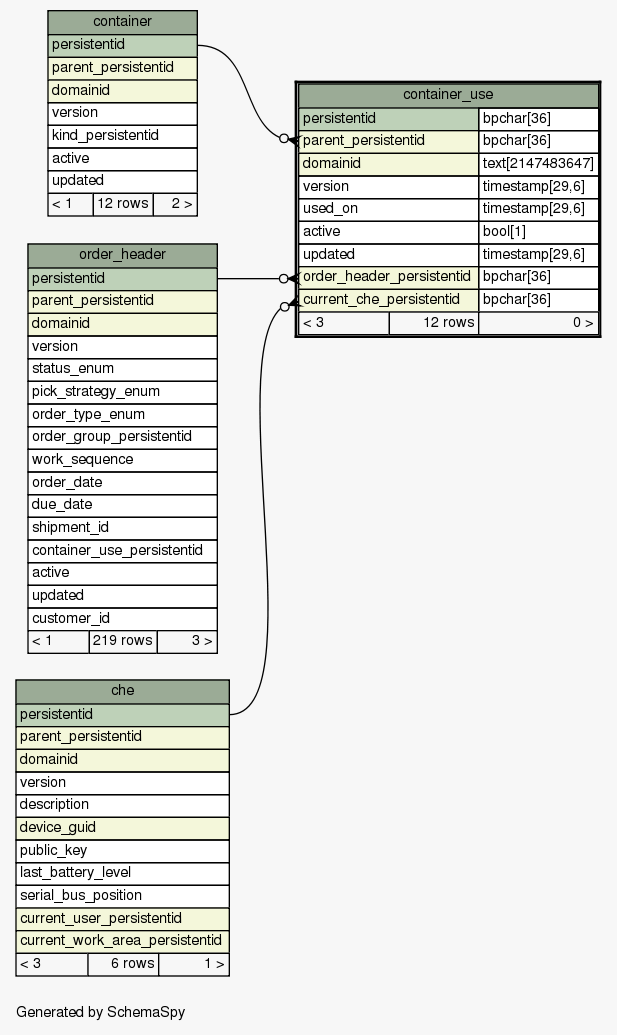 container
persistentid
parent_persistentid
domainid
version
kind_persistentid
active
updated
< 1 12 rows 2 >
container_use
persistentid bpchar[36]
parent_persistentid bpchar[36]
domainid text[2147483647]
version timestamp[29,6]
used_on timestamp[29,6]
active bool[1]
updated timestamp[29,6]
order_header_persistentid bpchar[36]
current_che_persistentid bpchar[36]
< 3 12 rows 0 >
order_header
persistentid
parent_persistentid
domainid
version
status_enum
pick_strategy_enum
order_type_enum
order_group_persistentid
work_sequence
order_date
due_date
shipment_id
container_use_persistentid
active
updated
customer_id
< 1 219 rows 3 >
che
persistentid
parent_persistentid
domainid
version
description
device_guid
public_key
last_battery_level
serial_bus_position
current_user_persistentid
current_work_area_persistentid
< 3 6 rows 1 >
Generated by SchemaSpy